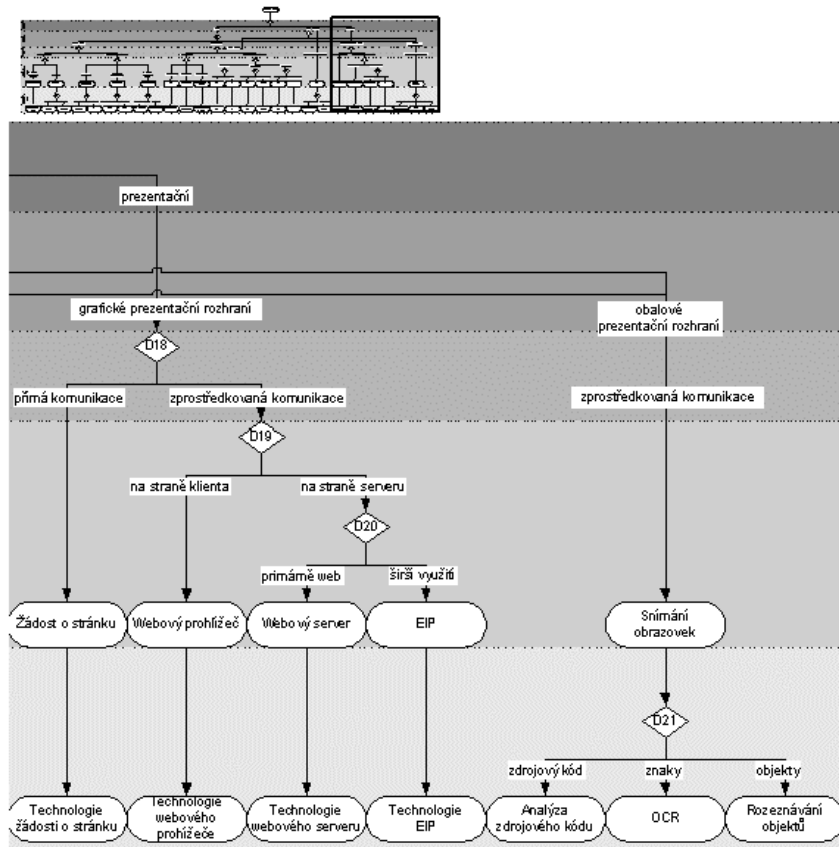 prezentační
grafické prezentační rozhraní
obalové
prezentační rozhraní
D18
přímá komunikace
zprostředkovaná komunikace
zprostředkovaná komunikace
D19
na straně klienta
na straně serveru
D20
primárně web
širši využití
Žádost o stránku
Webový prohlížeč
Webový server
EIP
Snímání
obrazovek
D21
zdrojový kód
znaky
objekty
Technologie
žádosti o stránku
Technologie
webového
prohlížeče
Technologie
webového serveru
Technologie
EIP
Analýza
zdrojového kódu
OCR
Rozeznávání
objektů